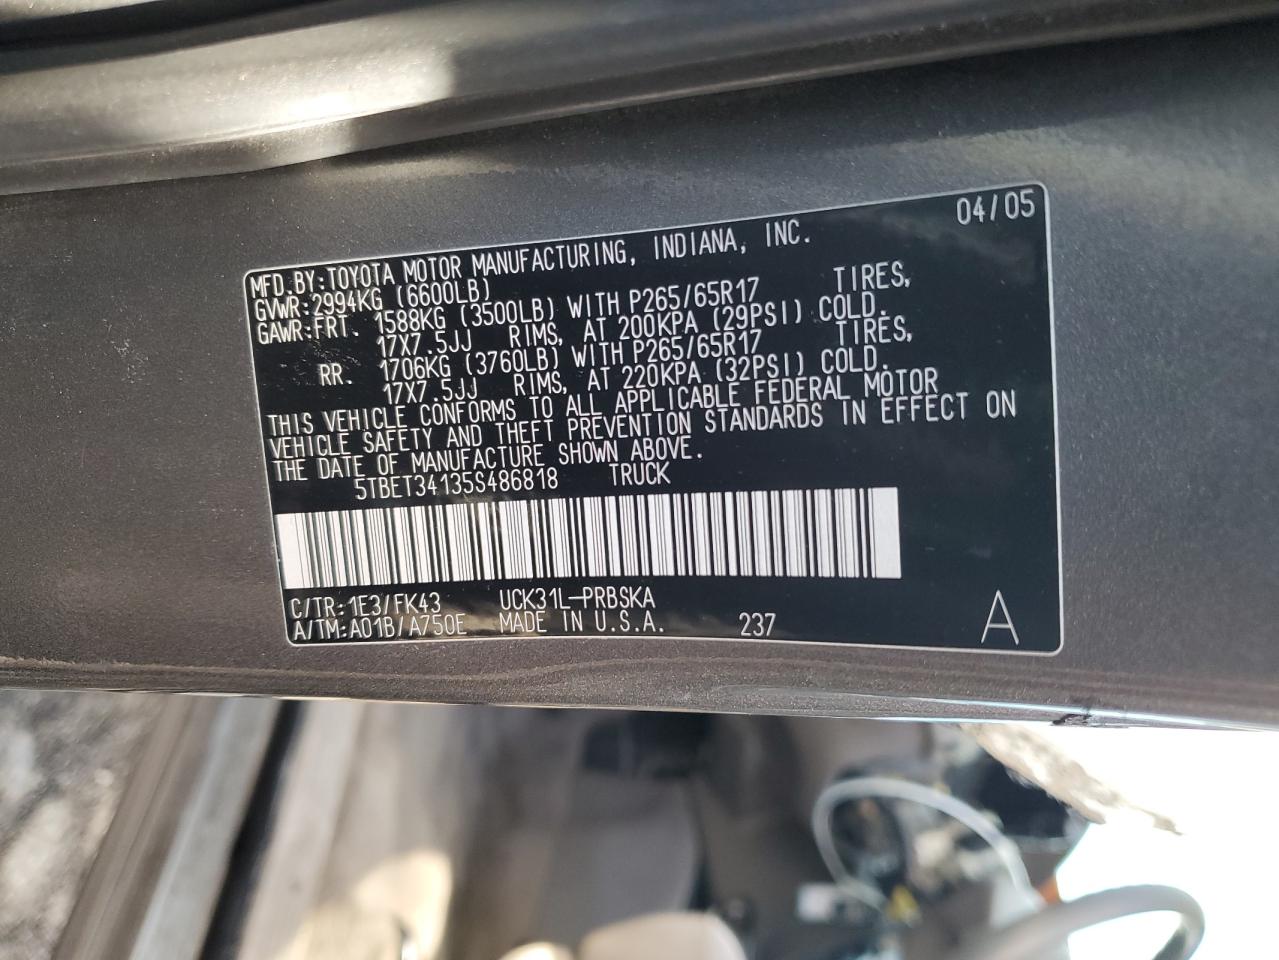 04/05
MFD.BY:TOYOTA MOTOR MANUFACTURING, INDIANA, INC.
GVWR:2994KG (6600LB)
GAWR:FRT. 1588KG (3500LB) WITH P265/65R17 TIRES,
17X7.5JJ RIMS, AT 200KPA (29PSI) COLD.
RR. 1706KG (3760LB) WITH P265/65R17 TIRES,
17X7.5JJ RIMS, AT 220KPA (32PSI) COLD.
THIS VEHICLE CONFORMS TO ALL APPLICABLE FEDERAL MOTOR
VEHICLE SAFETY AND THEFT PREVENTION STANDARDS IN EFFECT ON
THE DATE OF MANUFACTURE SHOWN ABOVE.
5TBET34135S486818 TRUCK
C/TR:1E3/FK43 UCK31L-PRBSKA
A/TM:A01B/A750E MADE IN U.S.A. 237 A